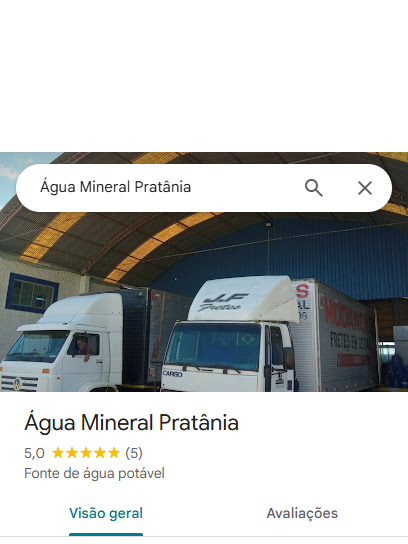 Água Mineral Pratânia
J.F
Fretes
MUDANÇAS
FRETES EM GERAL
CARGO
Água Mineral Pratânia
5,0 ★★★★★ (5)
Fonte de água potável
Visão geral
Avaliações